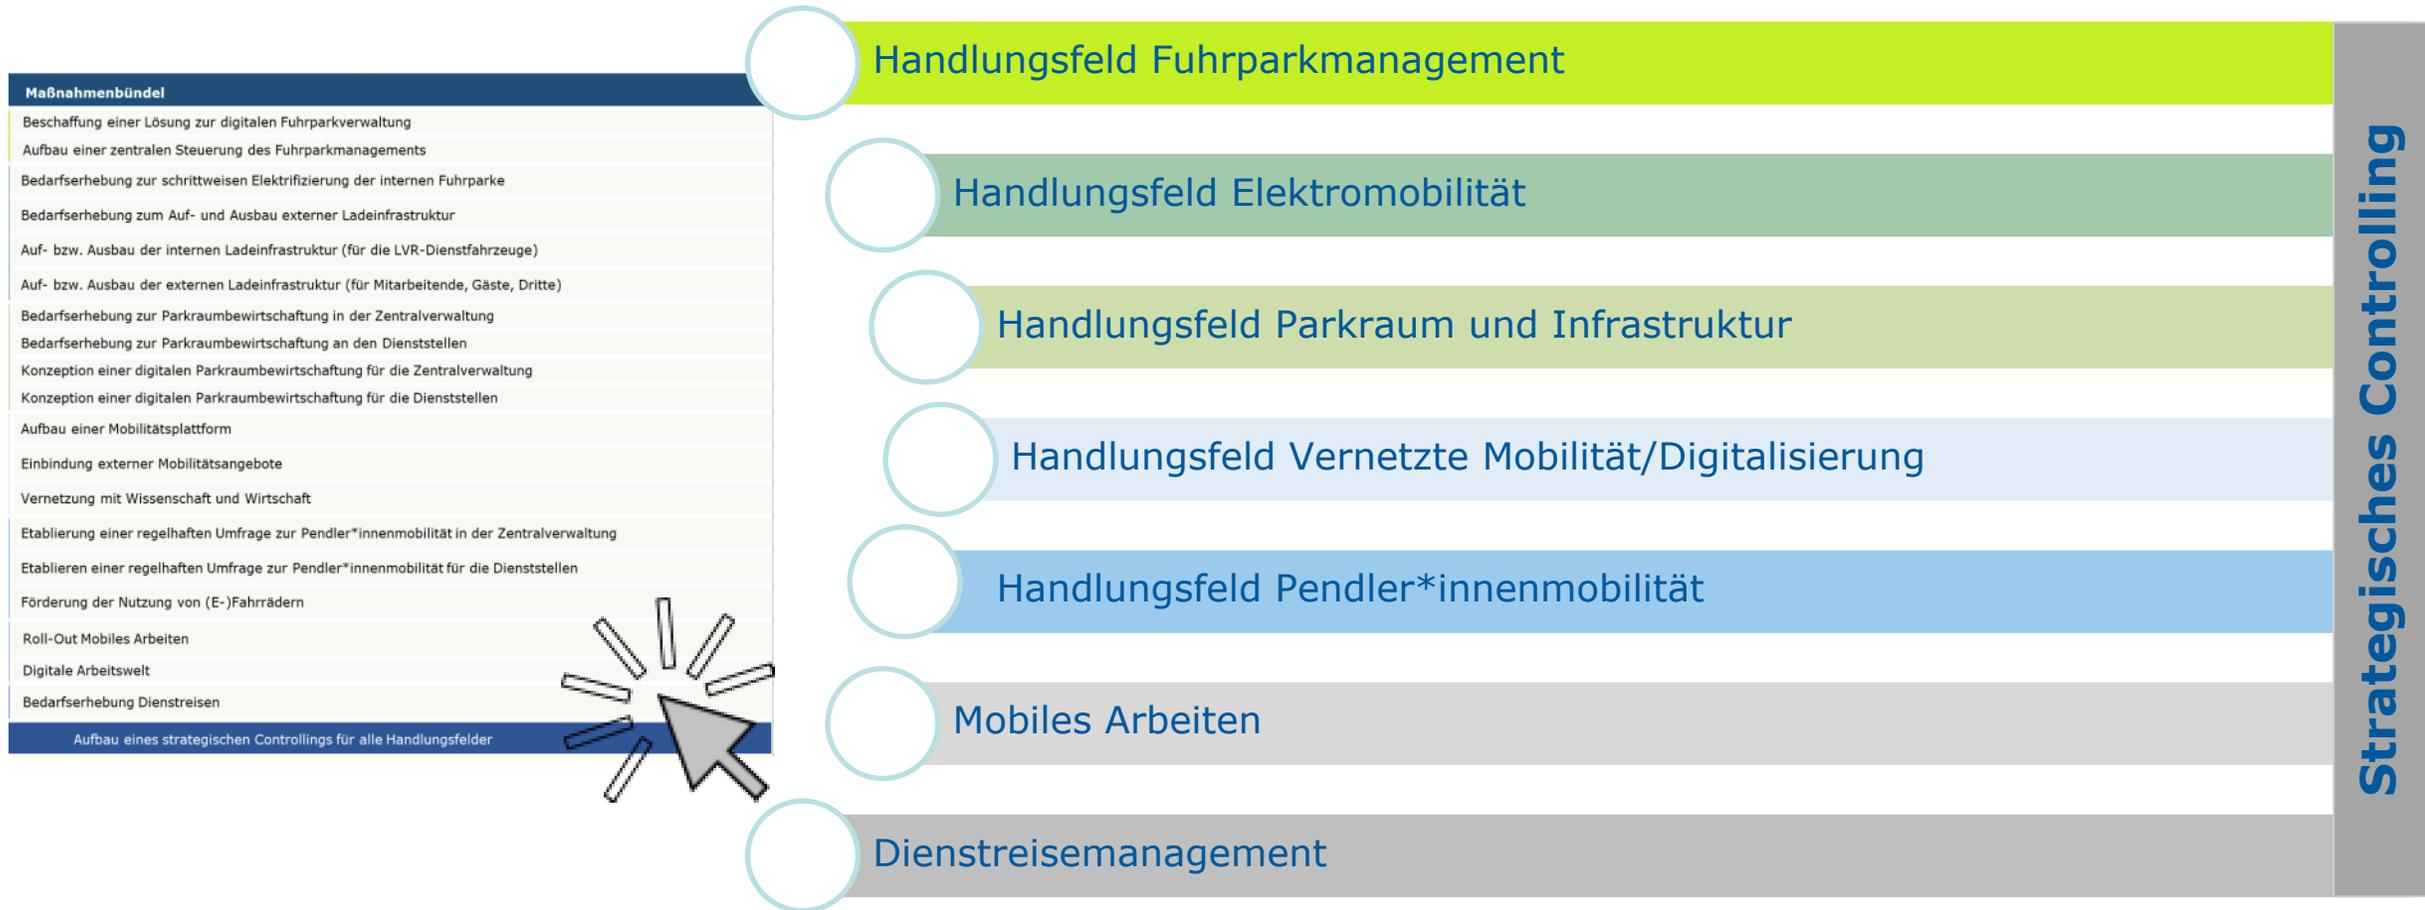 Maßnahmenbündel
Beschaffung einer Lösung zur digitalen Fuhrparkverwaltung
Aufbau einer zentralen Steuerung des Fuhrparkmanagements
Bedarfserhebung zur schrittweisen Elektrifizierung der internen Fuhrparke
Bedarfserhebung zum Auf- und Ausbau externer Ladeinfrastruktur
Auf- bzw. Ausbau der internen Ladeinfrastruktur (für die LVR-Dienstfahrzeuge)
Auf- bzw. Ausbau der externen Ladeinfrastruktur (für Mitarbeitende, Gäste, Dritte)
Bedarfserhebung zur Parkraumbewirtschaftung in der Zentralverwaltung
Bedarfserhebung zur Parkraumbewirtschaftung an den Dienststellen
Konzeption einer digitalen Parkraumbewirtschaftung für die Zentralverwaltung
Konzeption einer digitalen Parkraumbewirtschaftung für die Dienststellen
Aufbau einer Mobilitätsplattform
Einbindung externer Mobilitätsangebote
Vernetzung mit Wissenschaft und Wirtschaft
Etablierung einer regelhaften Umfrage zur Pendler*innenmobilität in der Zentralverwaltung
Etablieren einer regelhaften Umfrage zur Pendler*innenmobilität für die Dienststellen
Förderung der Nutzung von (E-)Fahrrädern
Roll-Out Mobiles Arbeiten
Digitale Arbeitswelt
Bedarfserhebung Dienstreisen
Aufbau eines strategischen Controllings für alle Handlungsfelder
Handlungsfeld Fuhrparkmanagement
Handlungsfeld Elektromobilität
Handlungsfeld Parkraum und Infrastruktur
Handlungsfeld Vernetzte Mobilität/Digitalisierung
Handlungsfeld Pendler*innenmobilität
Mobiles Arbeiten
Dienstreisemanagement
Strategisches Controlling